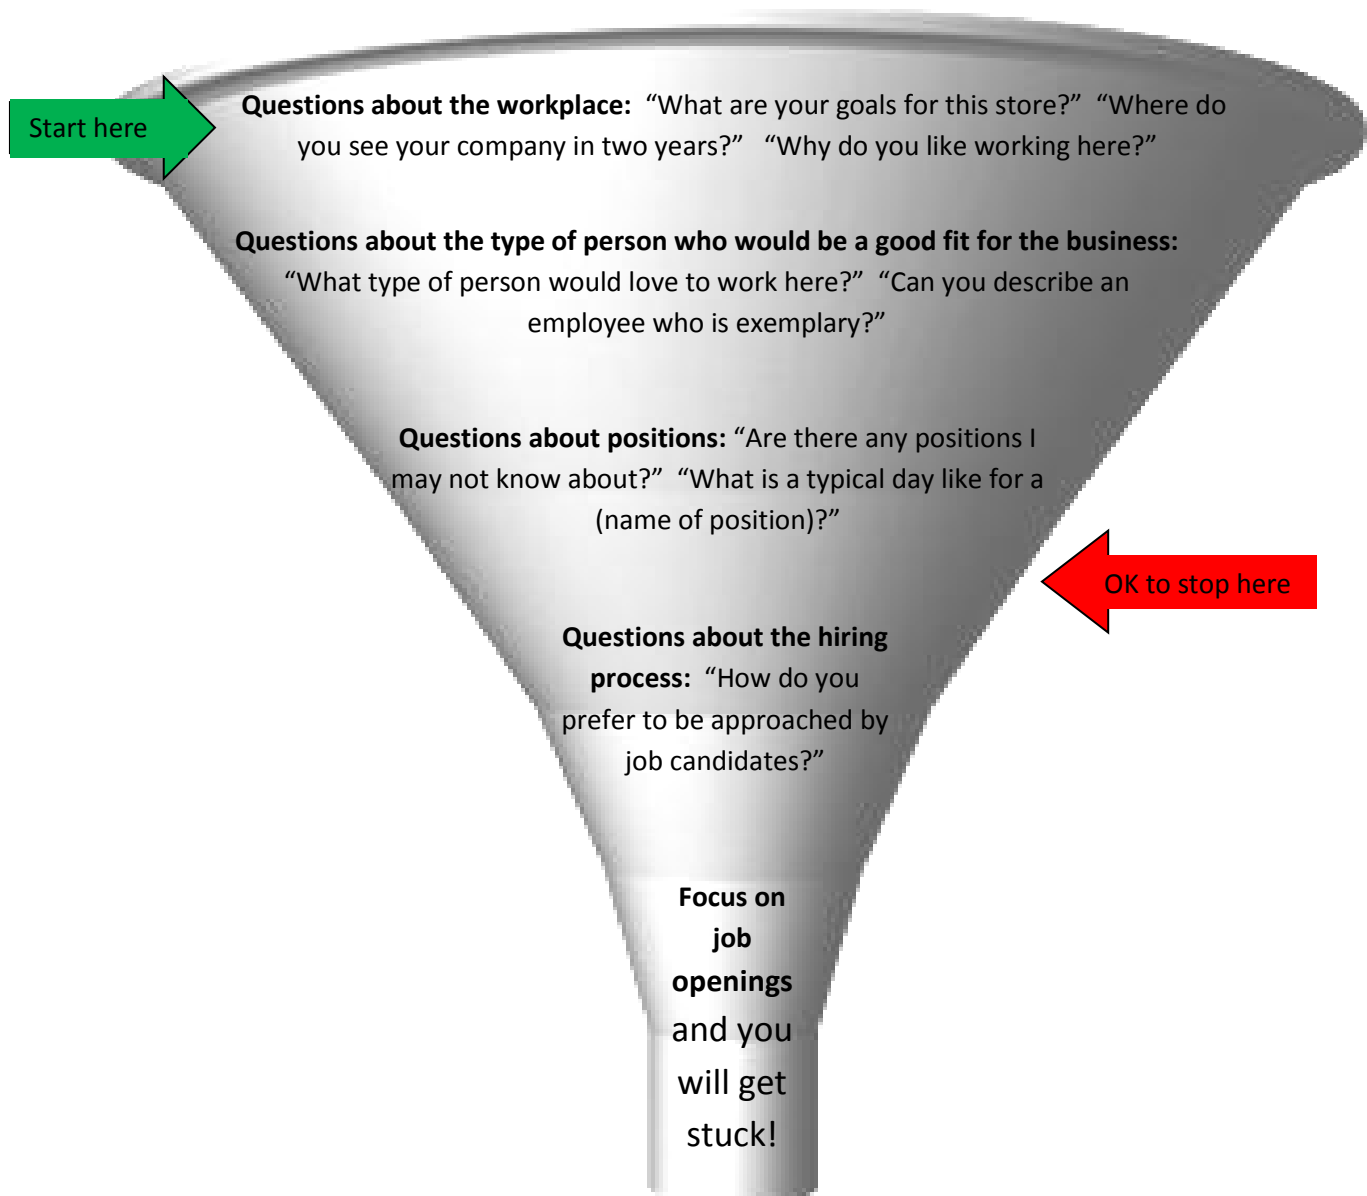 Start here
Questions about the workplace:  “What are your goals for this store?”  “Where do
you see your company in two years?”   “Why do you like working here?”
Questions about the type of person who would be a good fit for the business:
“What type of person would love to work here?”  “Can you describe an
employee who is exemplary?”
Questions about positions: “Are there any positions I
may not know about?”  “What is a typical day like for a
(name of position)?”
OK to stop here
Questions about the hiring
process:  “How do you
prefer to be approached by
job candidates?”
Focus on
job
openings
and you
will get
stuck!